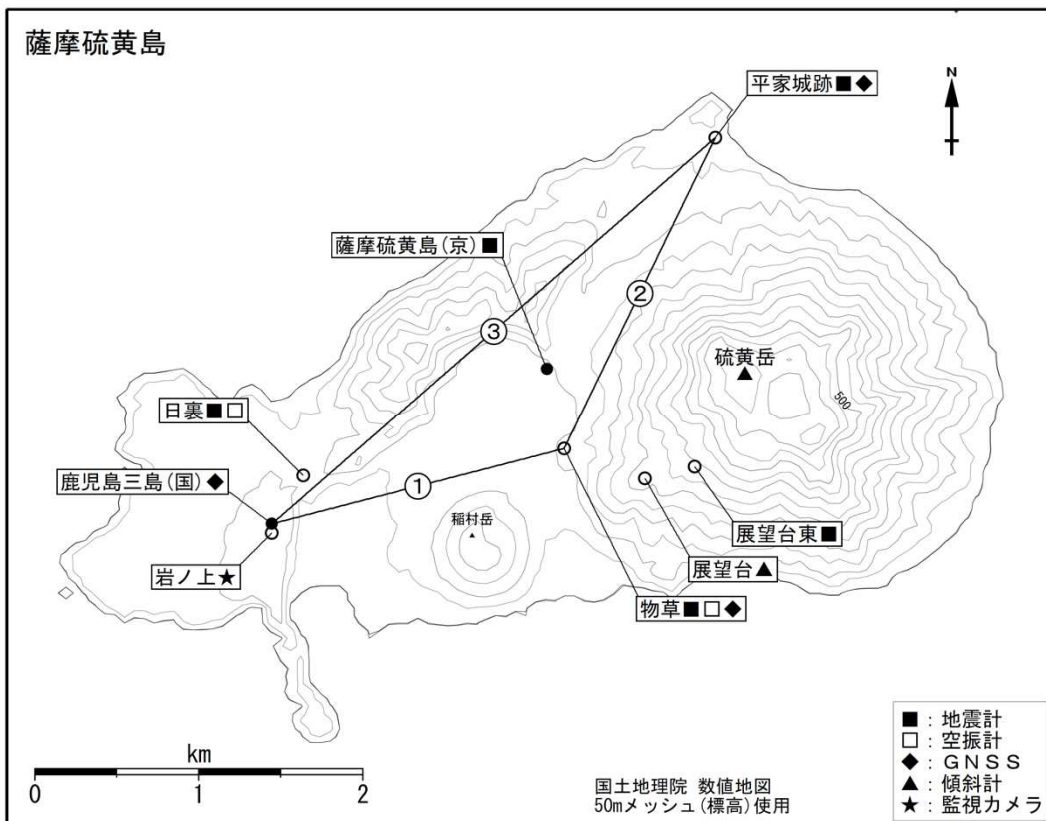 薩摩硫黄島
平家城跡■◆
N
薩摩硫黄島(京)■
②
③
硫黄岳
500
日裏■□
鹿児島三島(国)◆
①
稲村岳
岩ノ上★
展望台東■
展望台▲
物草■□◆
km
0 1 2
国土地理院 数値地図
50mメッシュ(標高)使用
■：地震計
□：空振計
◆：GNSS
▲：傾斜計
★：監視カメラ